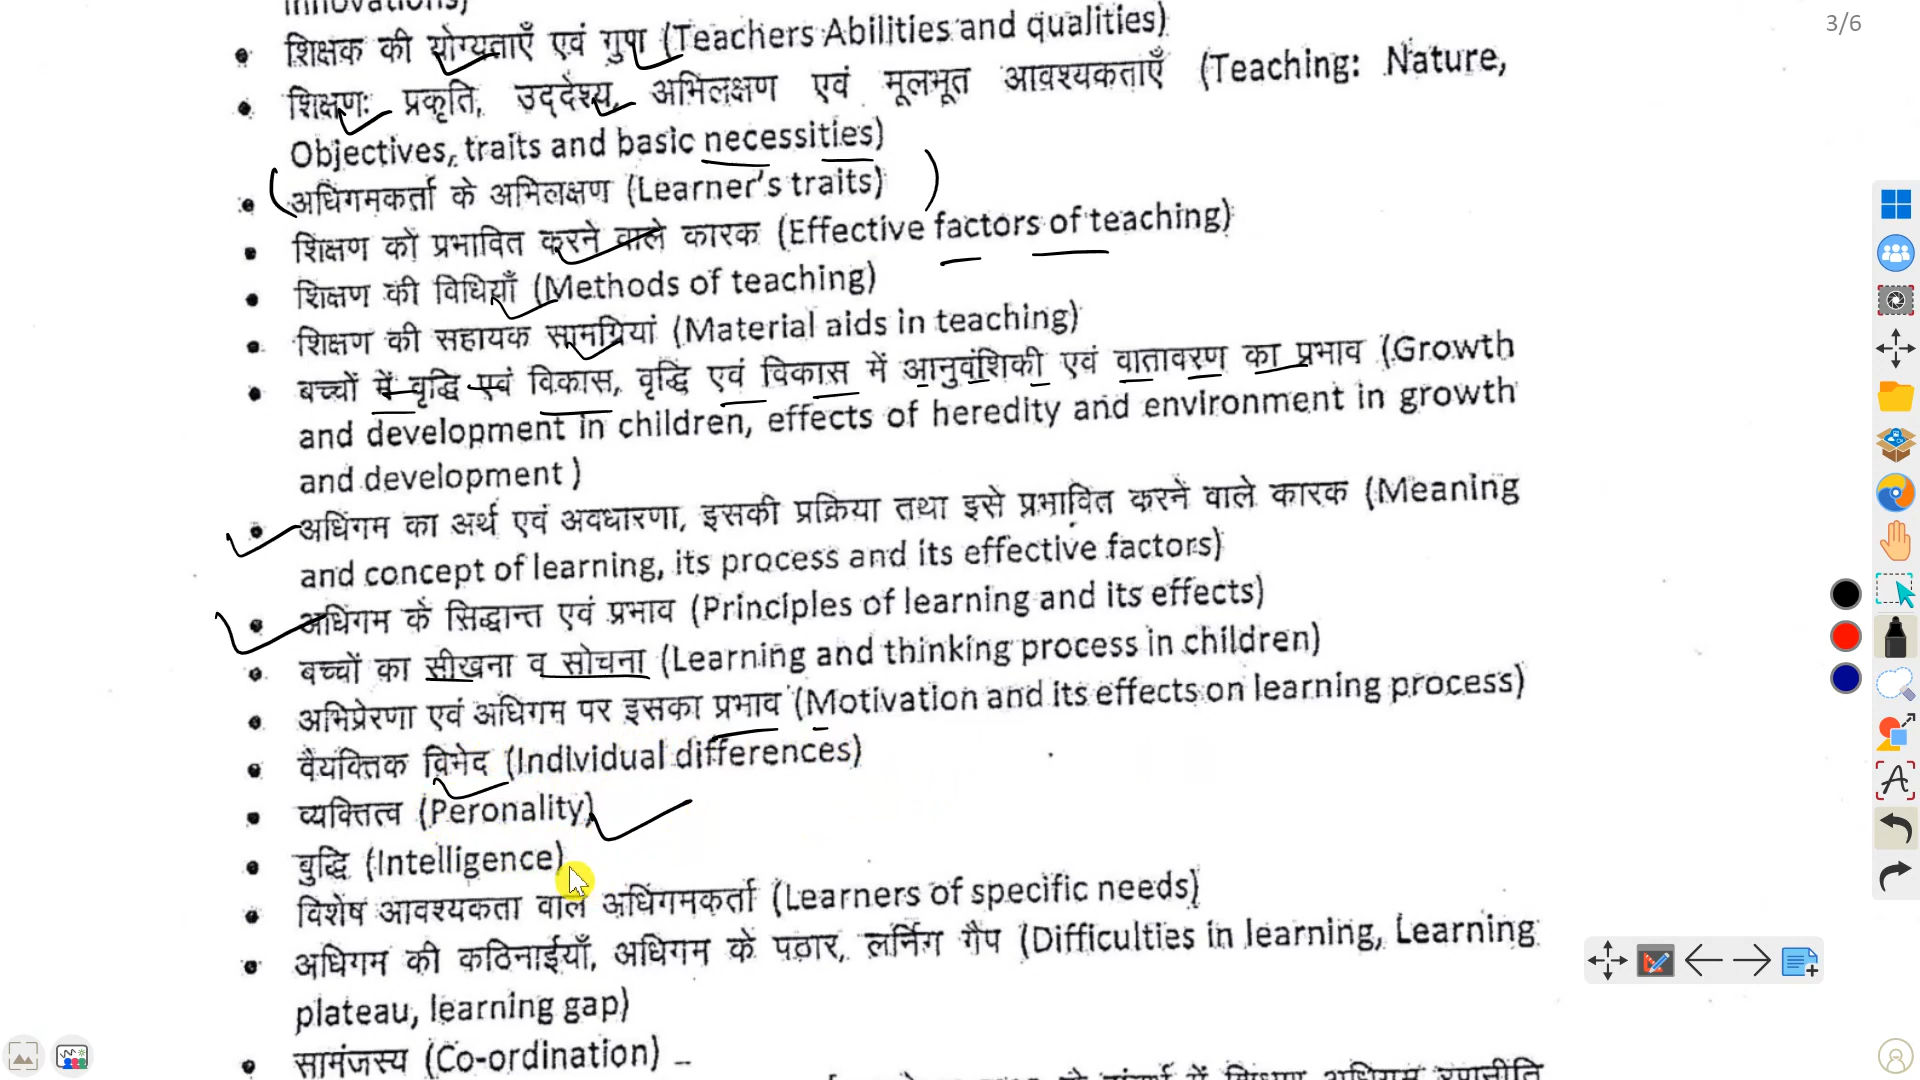 innovations)
3/6
• शिक्षक की योग्यताएँ एवं गुण (Teachers Abilities and qualities)
• शिक्षणः प्रकृति, उद्देश्य, अभिलक्षण एवं मूलभूत आवश्यकताएँ (Teaching: Nature,
Objectives, traits and basic necessities)
• अधिगमकर्ता के अभिलक्षण (Learner's traits)
• शिक्षण को प्रभावित करने वाले कारक (Effective factors of teaching)
• शिक्षण की विधियाँ (Methods of teaching)
• शिक्षण की सहायक सामग्रियां (Material aids in teaching)
• बच्चों में वृद्धि एवं विकास, वृद्धि एवं विकास में आनुवंशिकी एवं वातावरण का प्रभाव (Growth
and development in children, effects of heredity and environment in growth
and development )
• अधिगम का अर्थ एवं अवधारणा, इसकी प्रक्रिया तथा इसे प्रभावित करने वाले कारक (Meaning
and concept of learning, its process and its effective factors)
• अधिगम के सिद्धान्त एवं प्रभाव (Principles of learning and its effects)
• बच्चों का सीखना व सोचना (Learning and thinking process in children)
• अभिप्रेरणा एवं अधिगम पर इसका प्रभाव (Motivation and its effects on learning process)
• वैयक्तिक विभेद (Individual differences)
• व्यक्तित्व (Peronality)
• बुद्धि (Intelligence)
• विशेष आवश्यकता वाले अधिगमकर्ता (Learners of specific needs)
• अधिगम की कठिनाईयाँ, अधिगम के पठार, लर्निंग गैप (Difficulties in learning, Learning
plateau, learning gap)
• सामंजस्य (Co-ordination)
में शिक्षण अधिगम रणनीति